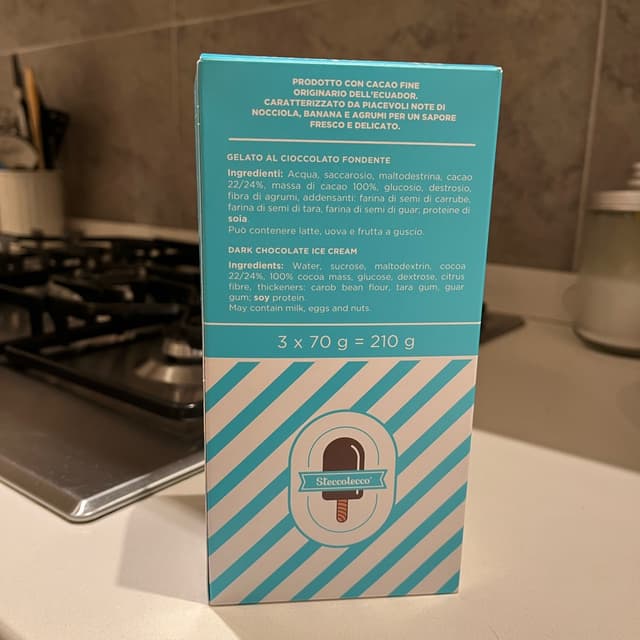 PRODOTTO CON CACAO FINE
ORIGINARIO DELL'ECUADOR.
CARATTERIZZATO DA PIACEVOLI NOTE DI
NOCCIOLA, BANANA E AGRUMI PER UN SAPORE
FRESCO E DELICATO.
GELATO AL CIOCCOLATO FONDENTE
Ingredienti: Acqua, saccarosio, maltodestrina, cacao
22/24%, massa di cacao 100%, glucosio, destrosio,
fibra di agrumi, addensanti: farina di semi di carrube,
farina di semi di tara, farina di semi di guar; proteine di
soia.
Può contenere latte, uova e frutta a guscio.
DARK CHOCOLATE ICE CREAM
Ingredients: Water, sucrose, maltodextrin, cocoa
22/24%, 100% cocoa mass, glucose, dextrose, citrus
fibre, thickeners: carob bean flour, tara gum, guar
gum; soy protein.
May contain milk, eggs and nuts.
3 x 70 g = 210 g
Steccolecco®